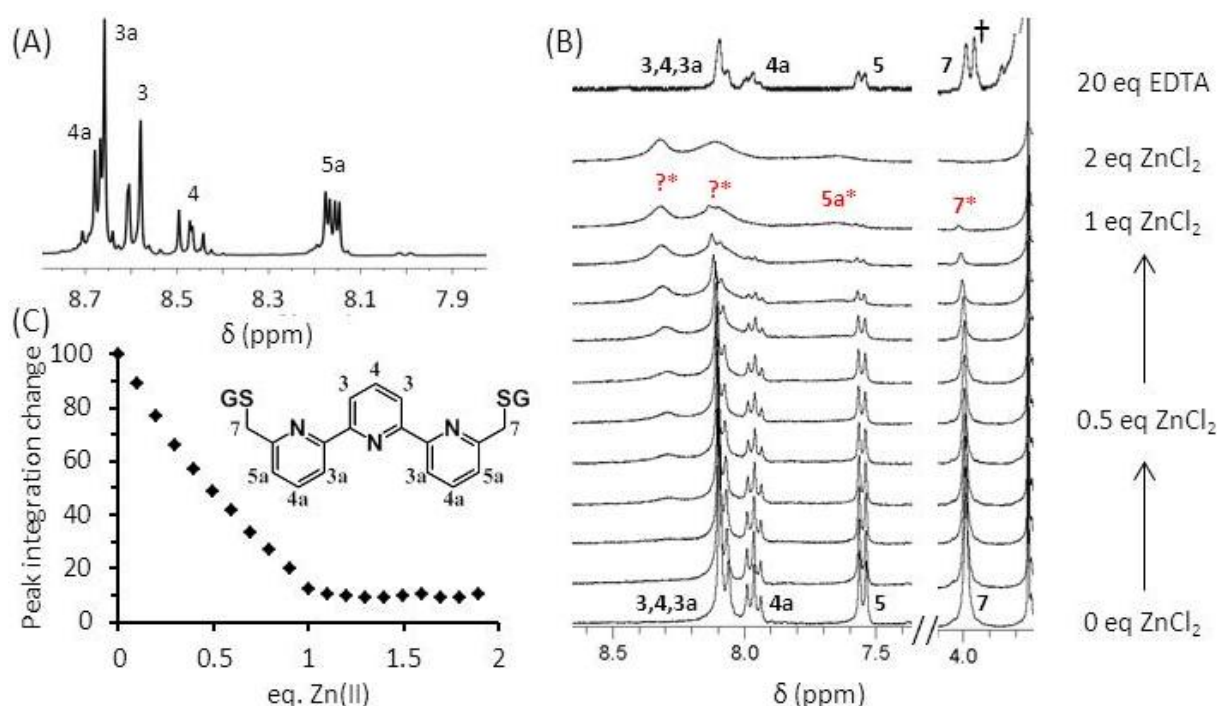 (A)
3a
4a
3
4
5a
8.7 8.5 8.3 8.1 7.9
δ (ppm)
(C)
Peak integration change
100
80
60
40
20
0
0 0.5 1 1.5 2
eq. Zn(II)
GS
SG
7
7
3
4
3
N
N
N
5a
4a
3a
3a
4a
5a
(B)
3,4,3a
4a
5
7
†
20 eq EDTA
2 eq ZnCl₂
?*
?*
5a*
7*
1 eq ZnCl₂
0.5 eq ZnCl₂
3,4,3a
4a
5
7
0 eq ZnCl₂
8.5 8.0 7.5 4.0
δ (ppm)